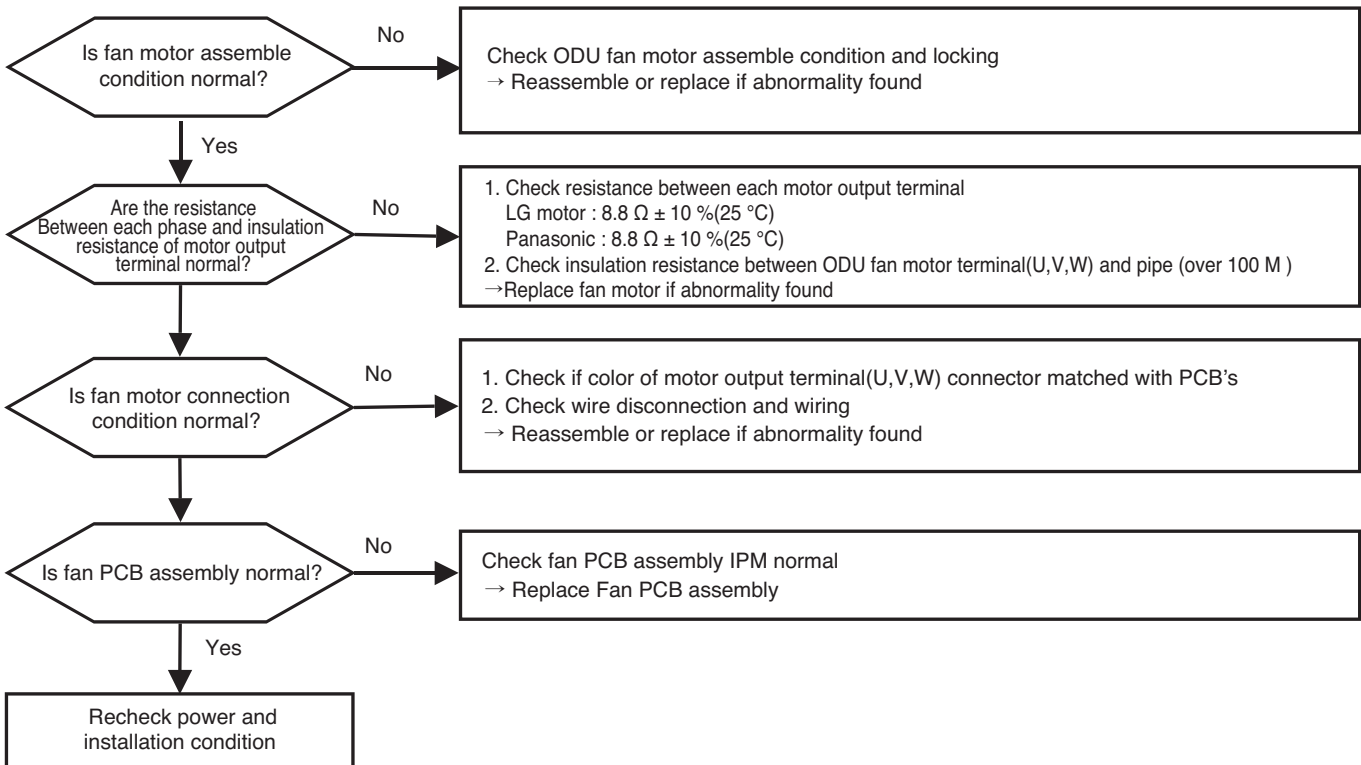 Is fan motor assemble
condition normal?
No
Check ODU fan motor assemble condition and locking
→ Reassemble or replace if abnormality found
Yes
Are the resistance
Between each phase and insulation
resistance of motor output
terminal normal?
No
1. Check resistance between each motor output terminal
LG motor : 8.8 Ω ± 10 %(25 °C)
Panasonic : 8.8 Ω ± 10 %(25 °C)
2. Check insulation resistance between ODU fan motor terminal(U,V,W) and pipe (over 100 M )
→Replace fan motor if abnormality found
Is fan motor connection
condition normal?
No
1. Check if color of motor output terminal(U,V,W) connector matched with PCB's
2. Check wire disconnection and wiring
→ Reassemble or replace if abnormality found
Is fan PCB assembly normal?
No
Check fan PCB assembly IPM normal
→ Replace Fan PCB assembly
Yes
Recheck power and
installation condition